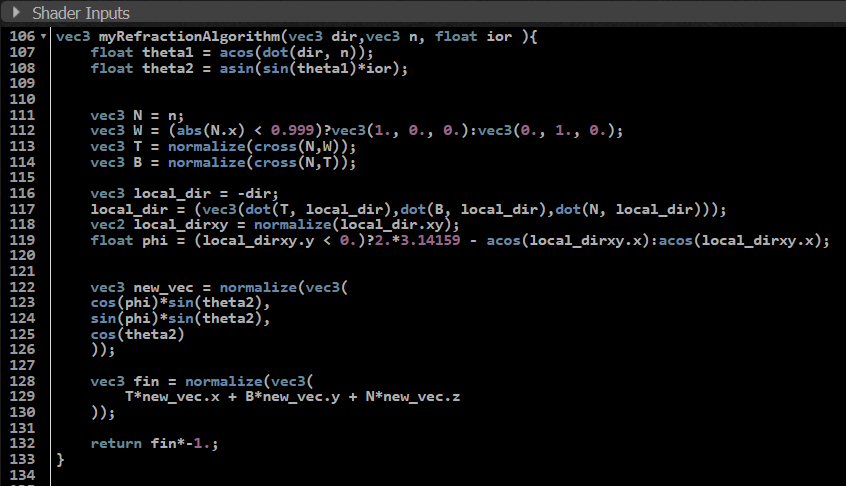 Shader Inputs
106 vec3 myRefractionAlgorithm(vec3 dir,vec3 n, float ior ){
107     float theta1 = acos(dot(dir, n));
108     float theta2 = asin(sin(theta1)*ior);
109
110
111     vec3 N = n;
112     vec3 W = (abs(N.x) < 0.999)?vec3(1., 0., 0.):vec3(0., 1., 0.);
113     vec3 T = normalize(cross(N,W));
114     vec3 B = normalize(cross(N,T));
115
116     vec3 local_dir = -dir;
117     local_dir = (vec3(dot(T, local_dir),dot(B, local_dir),dot(N, local_dir)));
118     vec2 local_dirxy = normalize(local_dir.xy);
119     float phi = (local_dirxy.y < 0.)?2.*3.14159 - acos(local_dirxy.x):acos(local_dirxy.x);
120
121
122     vec3 new_vec = normalize(vec3(
123     cos(phi)*sin(theta2),
124     sin(phi)*sin(theta2),
125     cos(theta2)
126     ));
127
128     vec3 fin = normalize(vec3(
129         T*new_vec.x + B*new_vec.y + N*new_vec.z
130     ));
131
132     return fin*-1.;
133 }
134